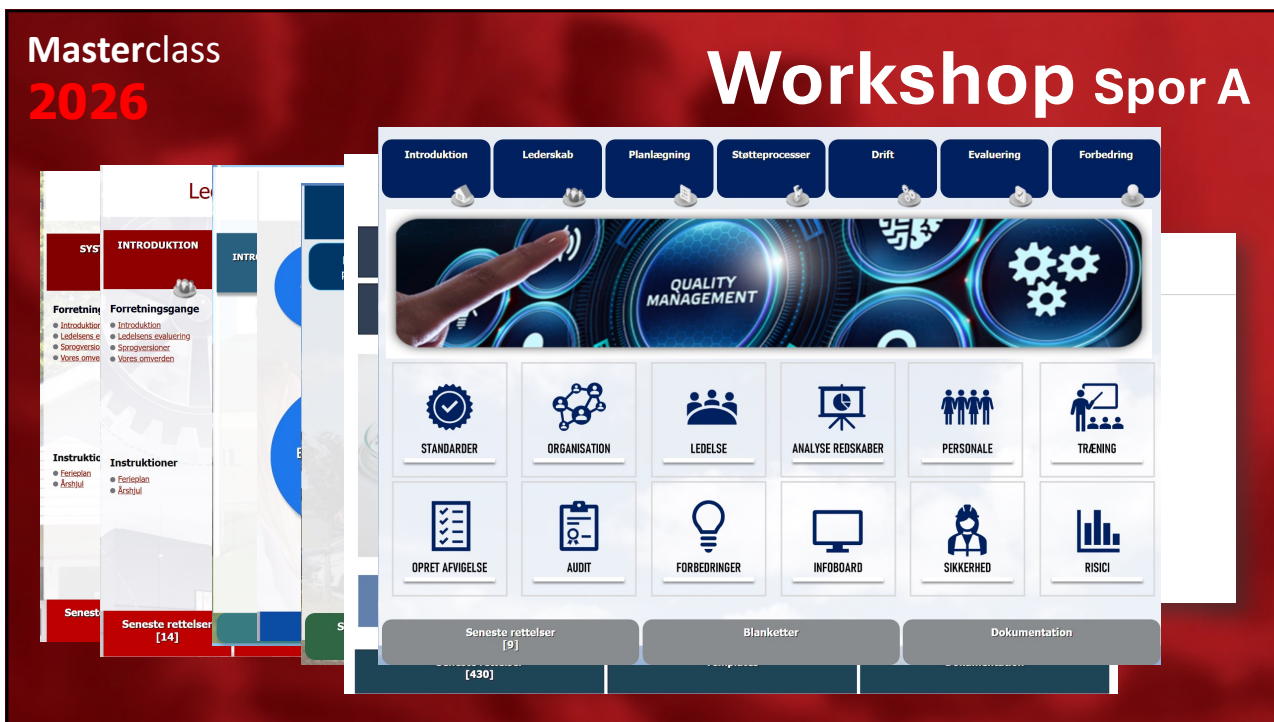 Masterclass
2026
Workshop Spor A
Introduktion
Lederskab
Planlægning
Støtteprocesser
Drift
Evaluering
Forbedring
QUALITY
MANAGEMENT
STANDARDER
ORGANISATION
LEDELSE
ANALYSE REDSKABER
PERSONALE
TRÆNING
OPRET AFVIGELSE
AUDIT
FORBEDRINGER
INFOBOARD
SIKKERHED
RISICI
Seneste rettelser
[9]
Blanketter
Dokumentation
[430]
INTRODUKTION
Forretningsgange
Introduktion
Ledelsens evaluering
Sprogversioner
Vores omverden
Instruktioner
Ferieplan
Årshjul
Seneste rettelser
[14]
Ferieplan
Årshjul